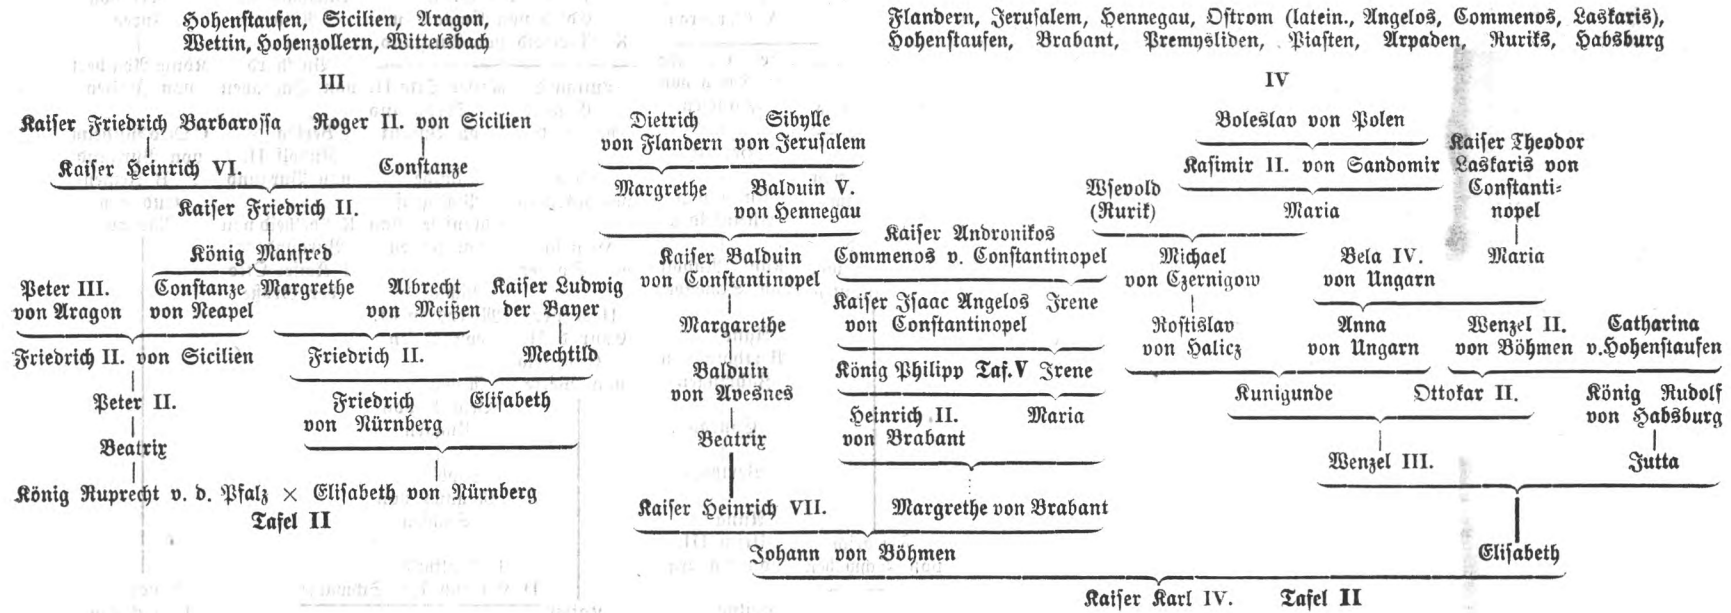 Hohenstaufen, Sicilien, Aragon,
Wettin, Hohenzollern, Wittelsbach
III
Kaiser Friedrich Barbarossa Roger II. von Sicilien
Kaiser Heinrich VI. Constanze
Kaiser Friedrich II.
König Manfred
Peter III. Constanze Margrethe Albrecht Kaiser Ludwig
von Aragon von Neapel von Meißen der Bayer
Friedrich II. von Sicilien Friedrich II. Mechtild
Peter II. Friedrich Elisabeth
von Nürnberg
Beatrix
König Ruprecht v. d. Pfalz × Elisabeth von Nürnberg
Tafel II
Flandern, Jerusalem, Hennegau, Ostrom (latein., Angelos, Commenos, Laskaris),
Hohenstaufen, Brabant, Premysliden, Piasten, Arpaden, Ruriks, Habsburg
IV
Dietrich Sibylle
von Flandern von Jerusalem
Margrethe Balduin V.
von Hennegau
Kaiser Balduin
von Constantinopel
Margarethe
Balduin
von Avesnes
Beatrix
Kaiser Heinrich VII.
Kaiser Andronikos
Commenos v. Constantinopel
Kaiser Isaac Angelos Irene
von Constantinopel
König Philipp Taf. V Irene
Heinrich II. Maria
von Brabant
Margrethe von Brabant
Johann von Böhmen
Boleslav von Polen
Kasimir II. von Sandomir
Wsevold Maria
(Rurik)
Kaiser Theodor
Laskaris von
Constanti-
nopel
Michael Bela IV. Maria
von Czernigow von Ungarn
Rostislav Anna Wenzel II. Catharina
von Halicz von Ungarn von Böhmen v. Hohenstaufen
Kunigunde Ottokar II. König Rudolf
von Habsburg
Wenzel III. Jutta
Elisabeth
Kaiser Karl IV. Tafel II